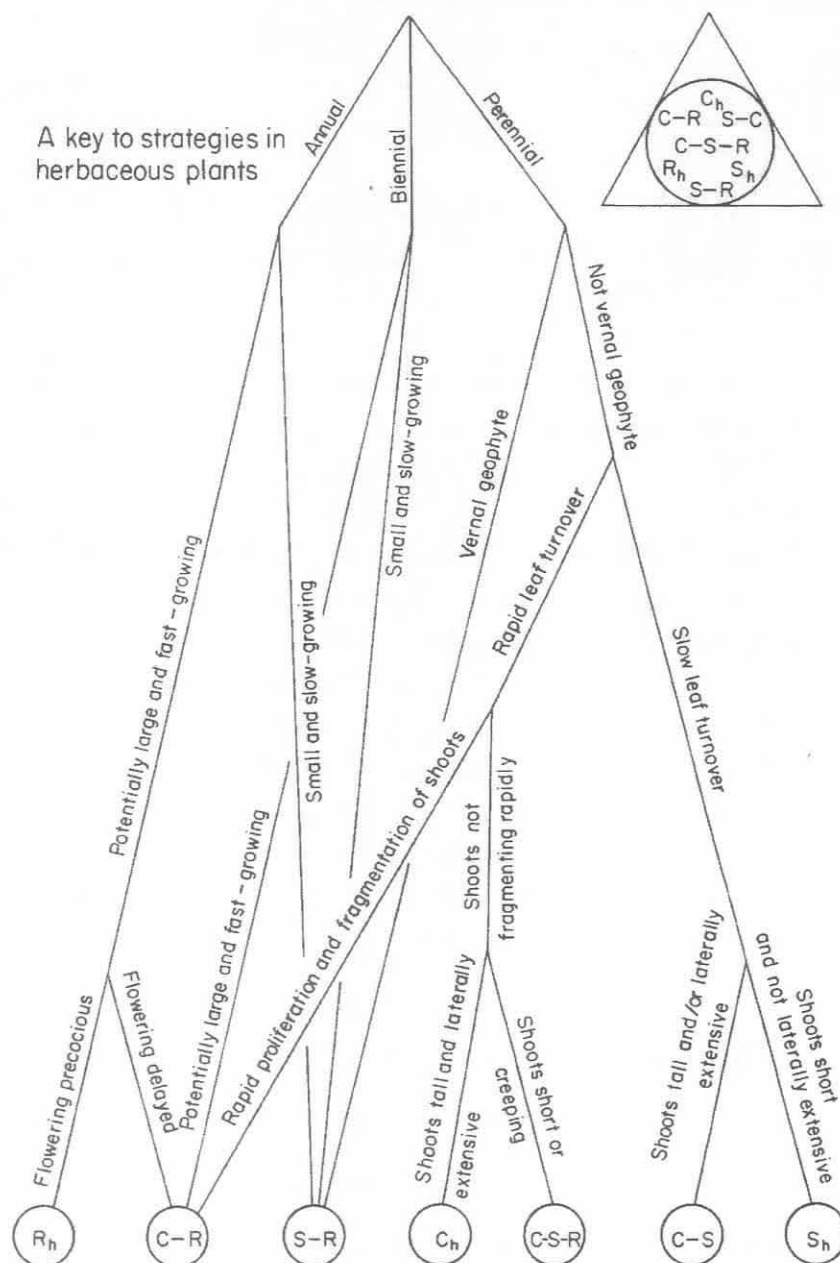 A key to strategies in
herbaceous plants
Annual
Biennial
Perennial
C–R
Ch
S–C
C–S–R
Rh
Sh
S–R
Not vernal geophyte
Small and slow-growing
Vernal geophyte
Rapid leaf turnover
Potentially large and fast-growing
Small and slow-growing
Slow leaf turnover
Shoots not
fragmenting rapidly
Rapid proliferation and fragmentation of shoots
Potentially large and fast-growing
Flowering precocious
Flowering delayed
Shoots tall and laterally
extensive
Shoots short or
creeping
Shoots tall and/or laterally
extensive
Shoots short
and not laterally extensive
Rh
C–R
S–R
Ch
C-S-R
C–S
Sh